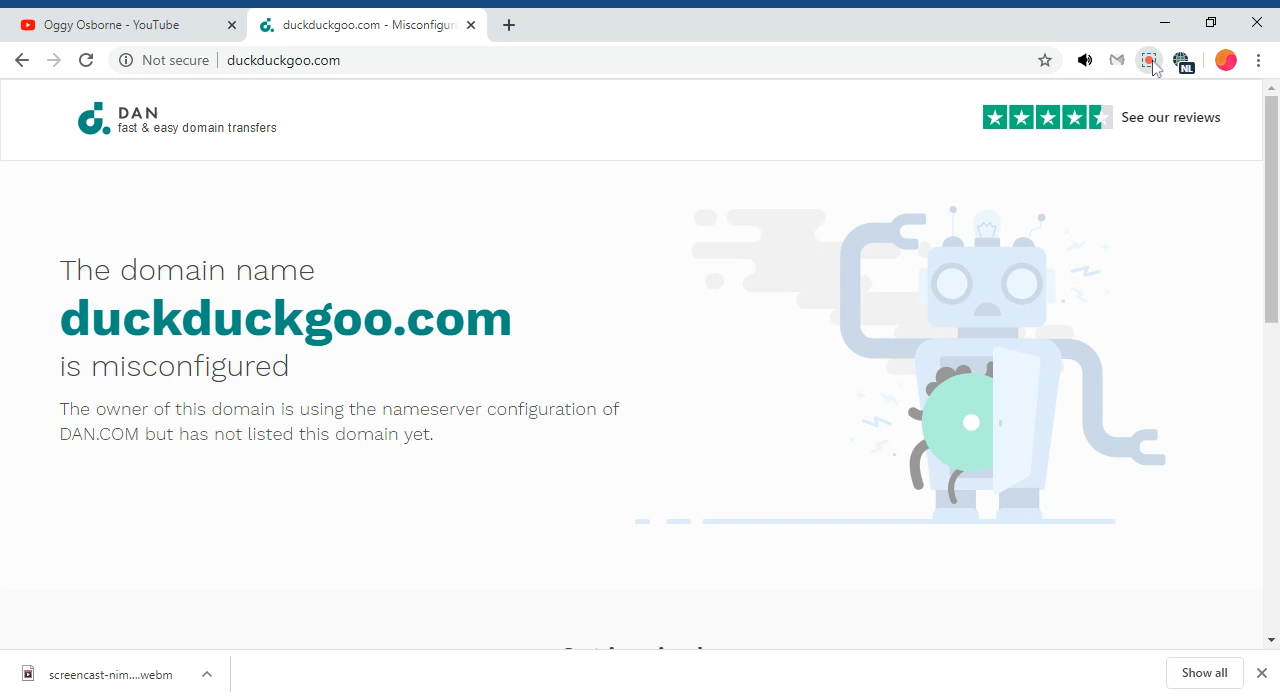 Oggy Osborne - YouTube
duckduckgoo.com - Misconfigure
Not secure
duckduckgoo.com
NL
DAN
fast & easy domain transfers
See our reviews
The domain name
duckduckgoo.com
is misconfigured
The owner of this domain is using the nameserver configuration of
DAN.COM but has not listed this domain yet.
screencast-nim....webm
Show all